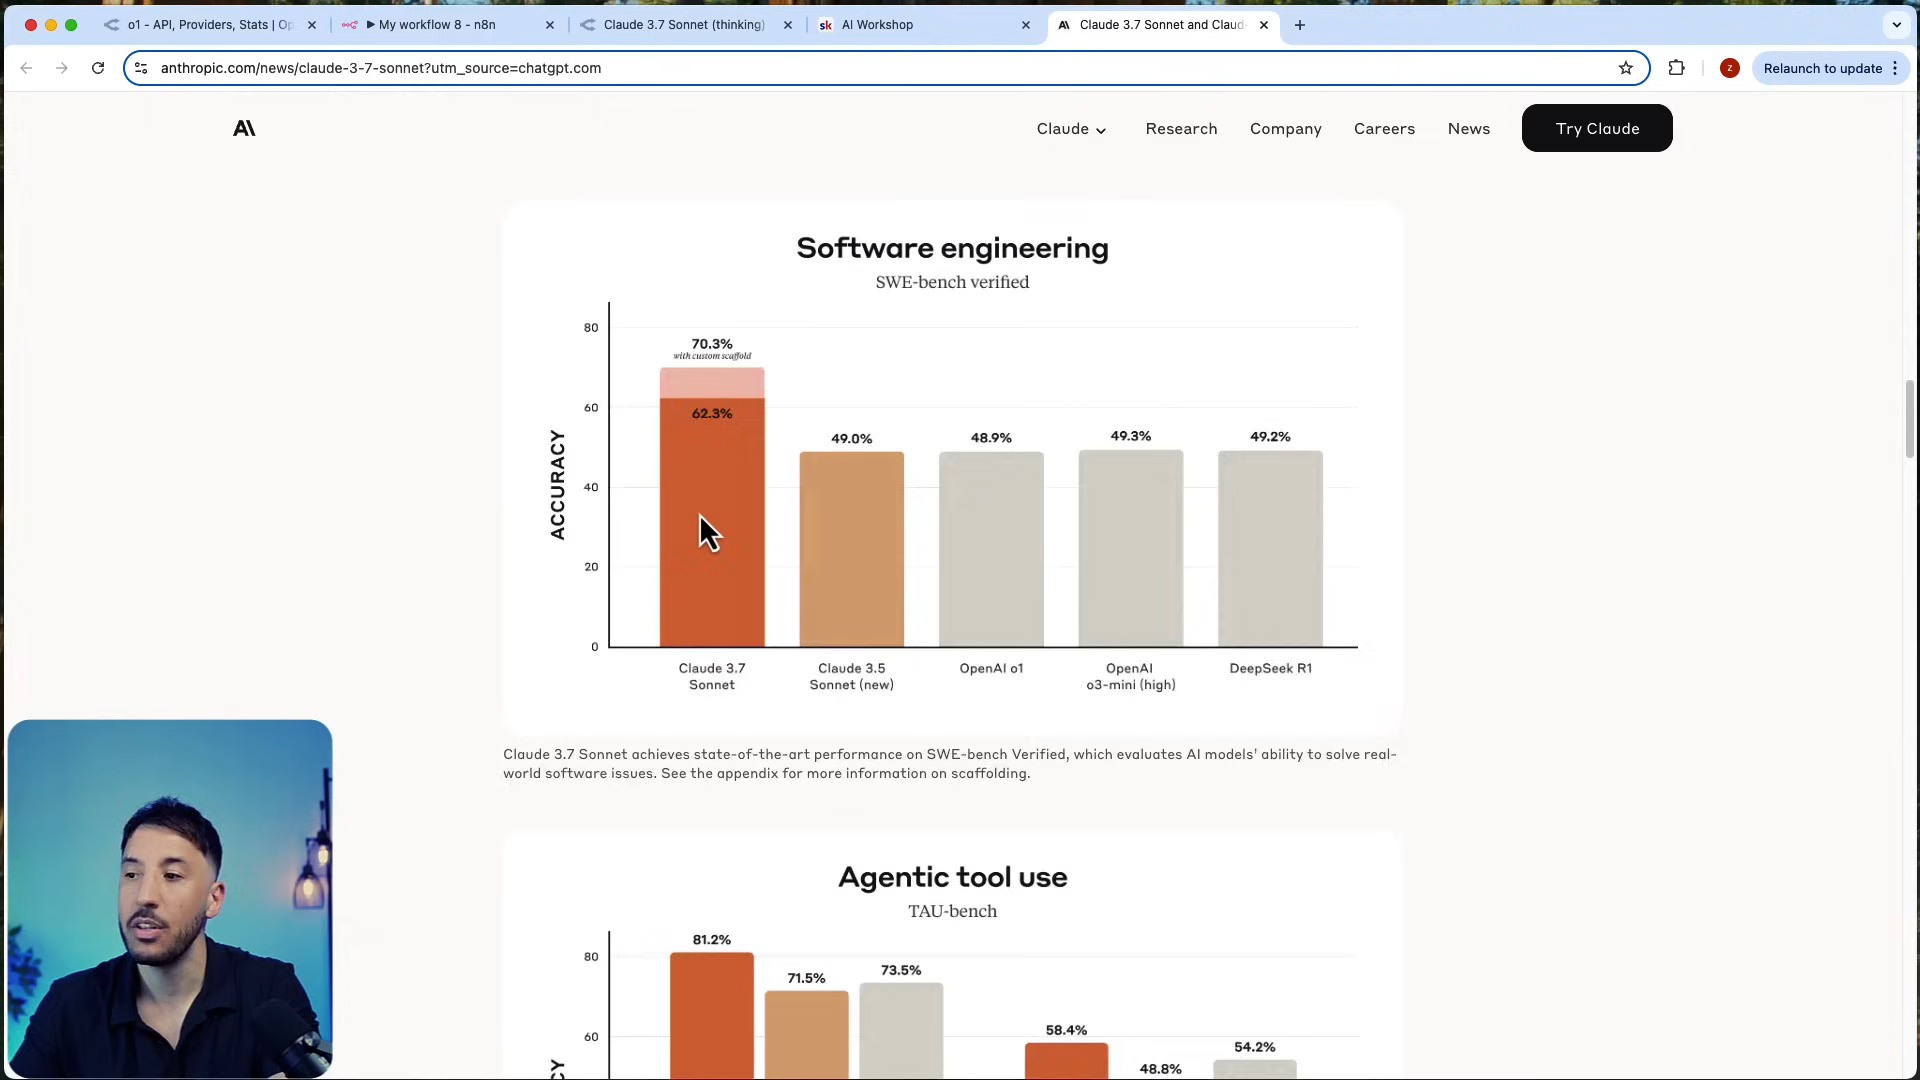 o1 - API, Providers, Stats | Op
My workflow 8 - n8n
Claude 3.7 Sonnet (thinking)
sk AI Workshop
Claude 3.7 Sonnet and Claud
anthropic.com/news/claude-3-7-sonnet?utm_source=chatgpt.com
z
Relaunch to update
Claude
Research
Company
Careers
News
Try Claude
Software engineering
SWE-bench verified
ACCURACY
80
60
40
20
0
70.3%
with custom scaffold
62.3%
49.0%
48.9%
49.3%
49.2%
Claude 3.7
Sonnet
Claude 3.5
Sonnet (new)
OpenAI o1
OpenAI
o3-mini (high)
DeepSeek R1
Claude 3.7 Sonnet achieves state-of-the-art performance on SWE-bench Verified, which evaluates AI models' ability to solve real-
world software issues. See the appendix for more information on scaffolding.
Agentic tool use
TAU-bench
80
60
CY
81.2%
71.5%
73.5%
58.4%
48.8%
54.2%